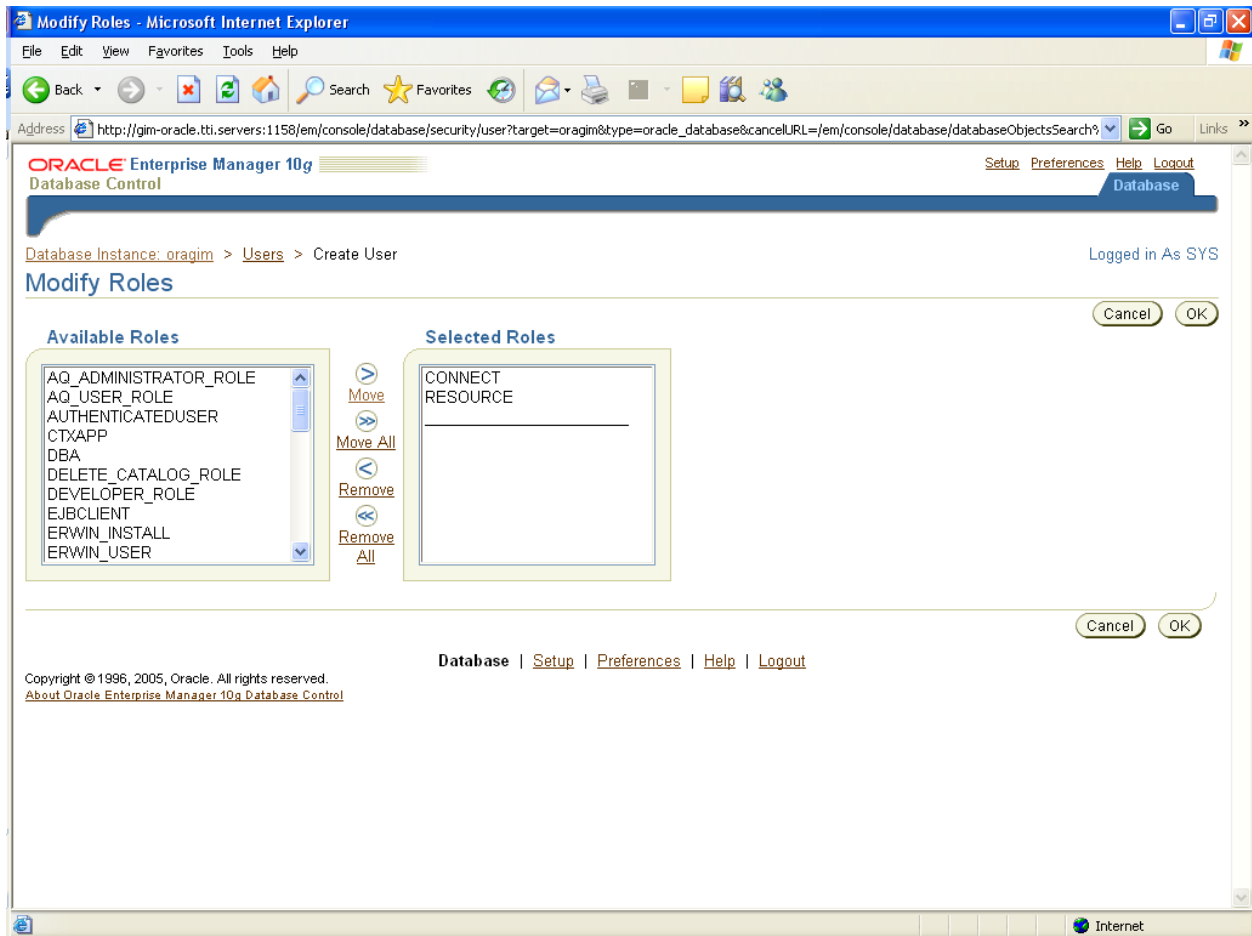 Modify Roles - Microsoft Internet Explorer
File Edit View Favorites Tools Help
Back Search Favorites
Address http://gim-oracle.tti.servers:1158/em/console/database/security/user?target=oragim&type=oracle_database&cancelURL=/em/console/database/databaseObjectsSearch% Go Links »
ORACLE Enterprise Manager 10g
Database Control
Setup Preferences Help Logout
Database
Database Instance: oragim > Users > Create User
Logged in As SYS
Modify Roles
Cancel OK
Available Roles
AQ_ADMINISTRATOR_ROLE
AQ_USER_ROLE
AUTHENTICATEDUSER
CTXAPP
DBA
DELETE_CATALOG_ROLE
DEVELOPER_ROLE
EJBCLIENT
ERWIN_INSTALL
ERWIN_USER
Move
Move All
Remove
Remove
All
Selected Roles
CONNECT
RESOURCE
Cancel OK
Database | Setup | Preferences | Help | Logout
Copyright © 1996, 2005, Oracle. All rights reserved.
About Oracle Enterprise Manager 10g Database Control
Internet